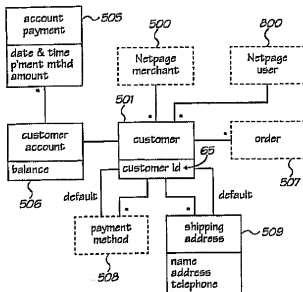 account
payment
505
date & time
p'ment mthd
amount
500
800
Netpage
merchant
Netpage
user
501
customer
account
customer
order
balance
customer id
65
506
507
default
default
payment
method
508
shipping
address
509
name
address
telephone